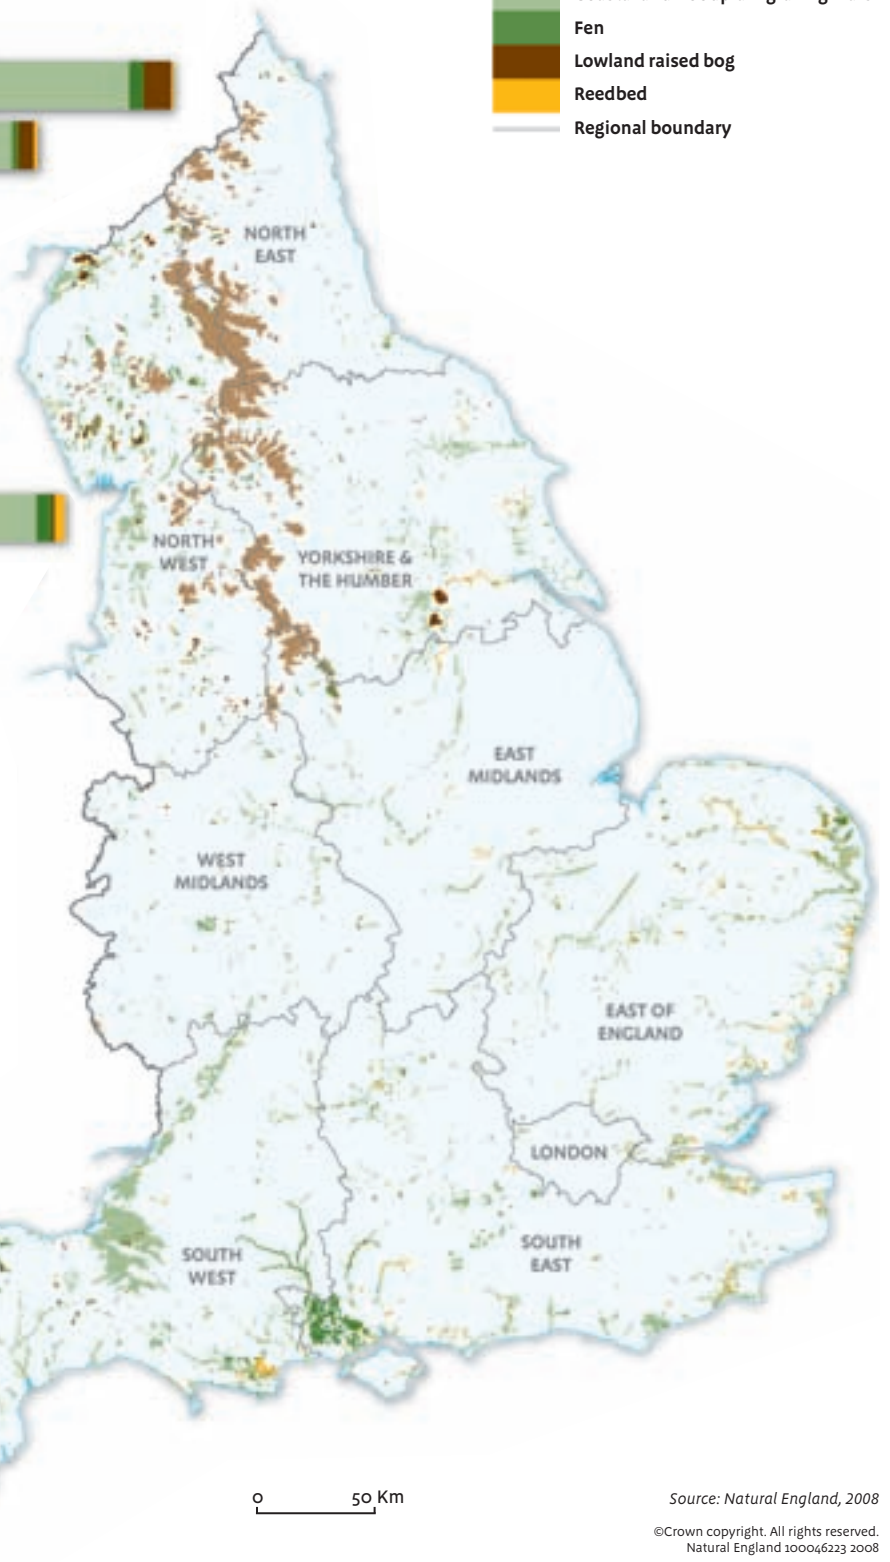 Fen
Lowland raised bog
Reedbed
Regional boundary
NORTH
EAST
NORTH
WEST
YORKSHIRE &
THE HUMBER
EAST
MIDLANDS
WEST
MIDLANDS
EAST OF
ENGLAND
LONDON
SOUTH
WEST
SOUTH
EAST
0 50 Km
Source: Natural England, 2008
©Crown copyright. All rights reserved.
Natural England 100046223 2008